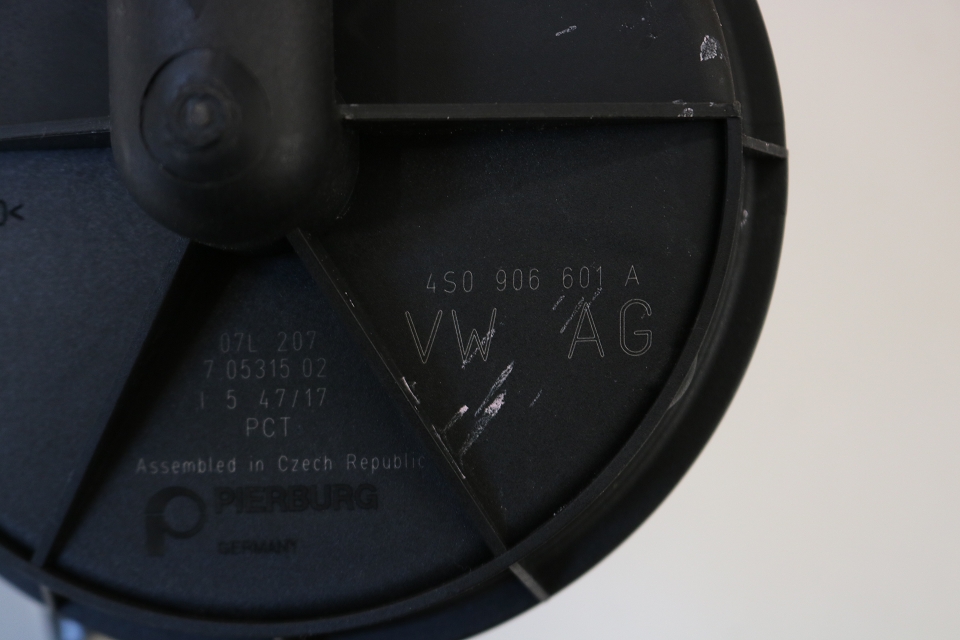 4S0 906 601 A
VW AG
07L 207
7 05315 02
I 5 47/17
PCT
Assembled in Czech Republic
PIERBURG
GERMANY